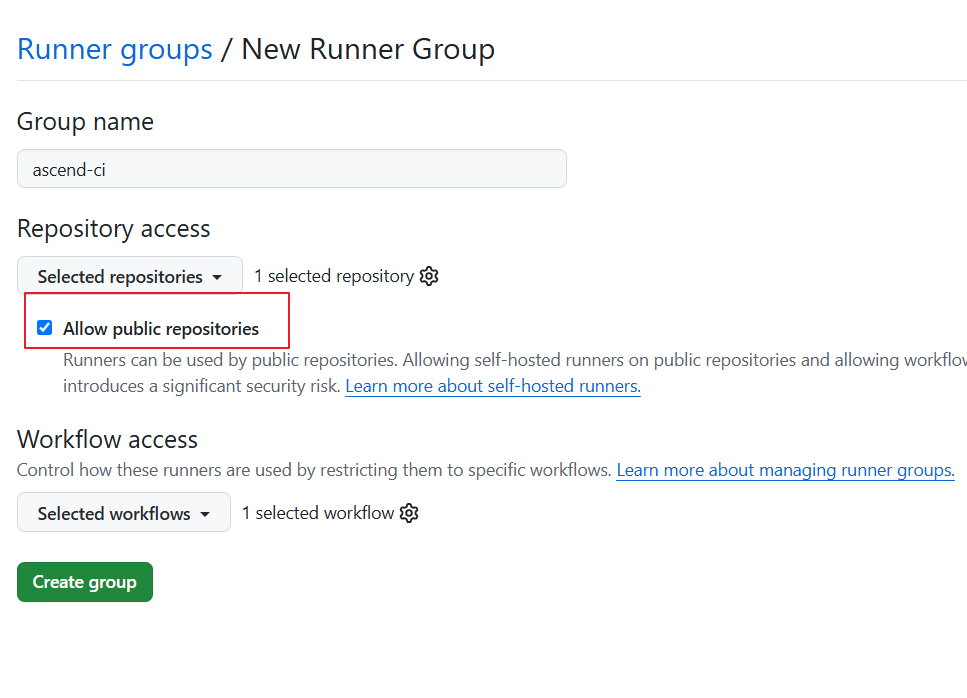 Runner groups / New Runner Group
Group name
ascend-ci
Repository access
Selected repositories 1 selected repository
Allow public repositories
Runners can be used by public repositories. Allowing self-hosted runners on public repositories and allowing
introduces a significant security risk. Learn more about self-hosted runners.
Workflow access
Control how these runners are used by restricting them to specific workflows. Learn more about managing runner groups.
Selected workflows 1 selected workflow
Create group